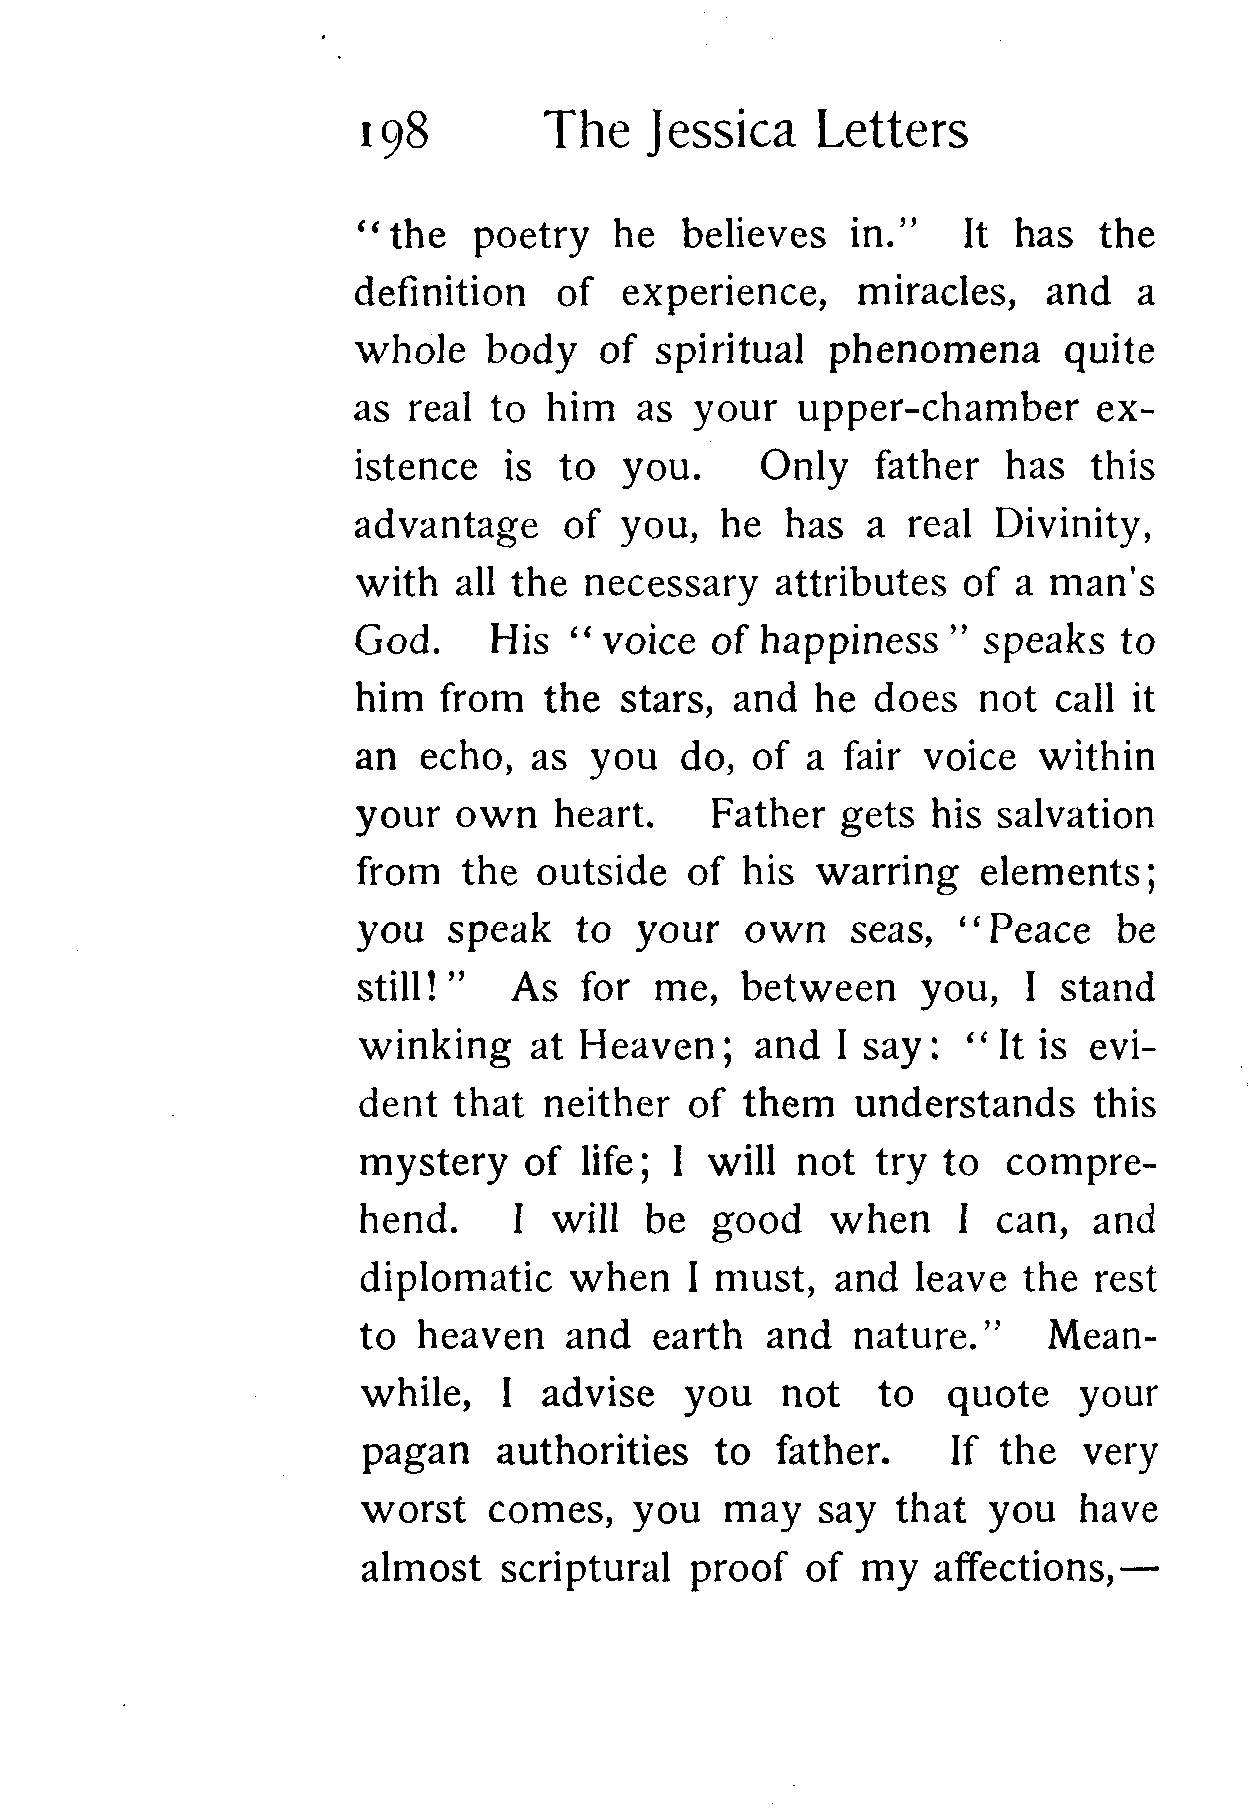 198 The Jessica Letters
“the poetry he believes in.” It has the
definition of experience, miracles, and a
whole body of spiritual phenomena quite
as real to him as your upper-chamber ex-
istence is to you. Only father has this
advantage of you, he has a real Divinity,
with all the necessary attributes of a man's
God. His “voice of happiness” speaks to
him from the stars, and he does not call it
an echo, as you do, of a fair voice within
your own heart. Father gets his salvation
from the outside of his warring elements;
you speak to your own seas, “Peace be
still!” As for me, between you, I stand
winking at Heaven; and I say: “It is evi-
dent that neither of them understands this
mystery of life; I will not try to compre-
hend. I will be good when I can, and
diplomatic when I must, and leave the rest
to heaven and earth and nature.” Mean-
while, I advise you not to quote your
pagan authorities to father. If the very
worst comes, you may say that you have
almost scriptural proof of my affections,—